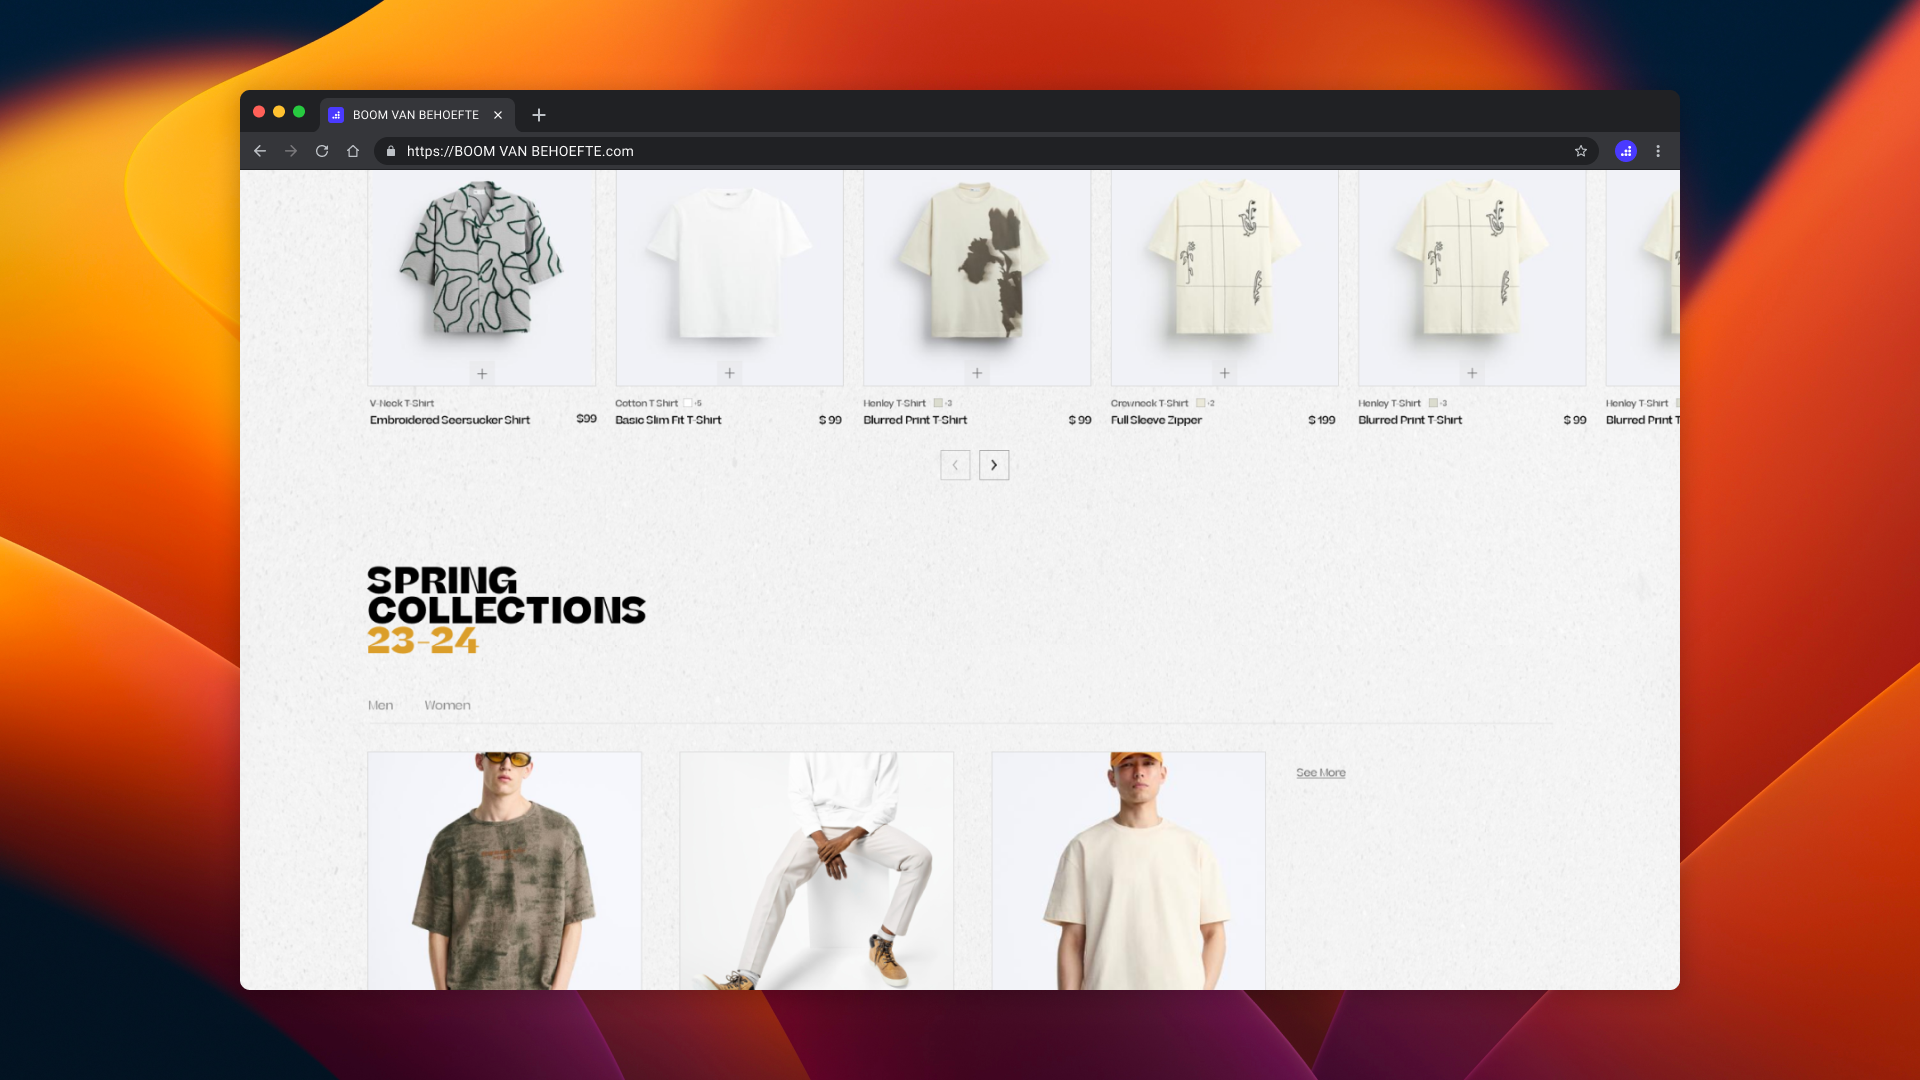 BOOM VAN BEHOEFTE
https://BOOM VAN BEHOEFTE.com
V-Neck T-Shirt
Embroidered Seersucker Shirt $99
Cotton T Shirt +5
Basic Slim Fit T-Shirt $ 99
Henley T-Shirt +3
Blurred Print T-Shirt $ 99
Crewneck T-Shirt +2
Full Sleeve Zipper $ 199
Henley T-Shirt +3
Blurred Print T-Shirt $ 99
Henley T-Shirt
Blurred Print T
SPRING
COLLECTIONS
23-24
Men Women
See More